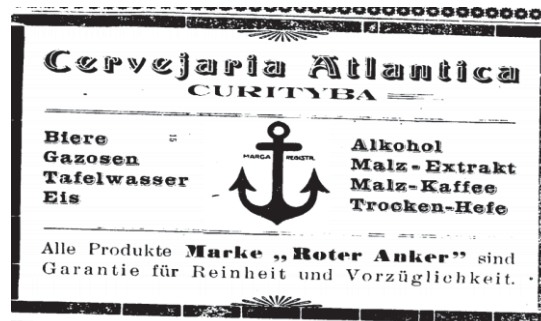 Cervejaria Atlantica
CURITYBA
Biere
Gazosen
Tafelwasser
Eis
MARCA REGISTR.
Alkohol
Malz-Extrakt
Malz-Kaffee
Trocken-Hefe
Alle Produkte Marke „Roter Anker” sind
Garantie für Reinheit und Vorzüglichkeit.